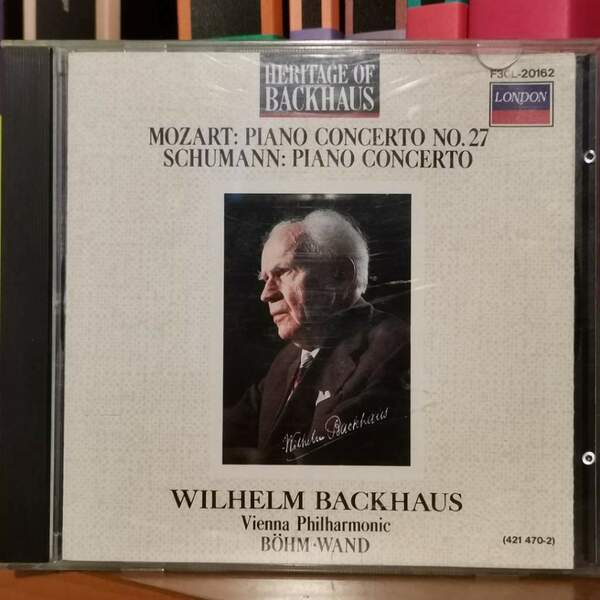 HERITAGE OF
BACKHAUS
F30L-20162
LONDON
MOZART: PIANO CONCERTO NO. 27
SCHUMANN: PIANO CONCERTO
Wilhelm Backhaus
WILHELM BACKHAUS
Vienna Philharmonic
BÖHM·WAND
(421 470-2)